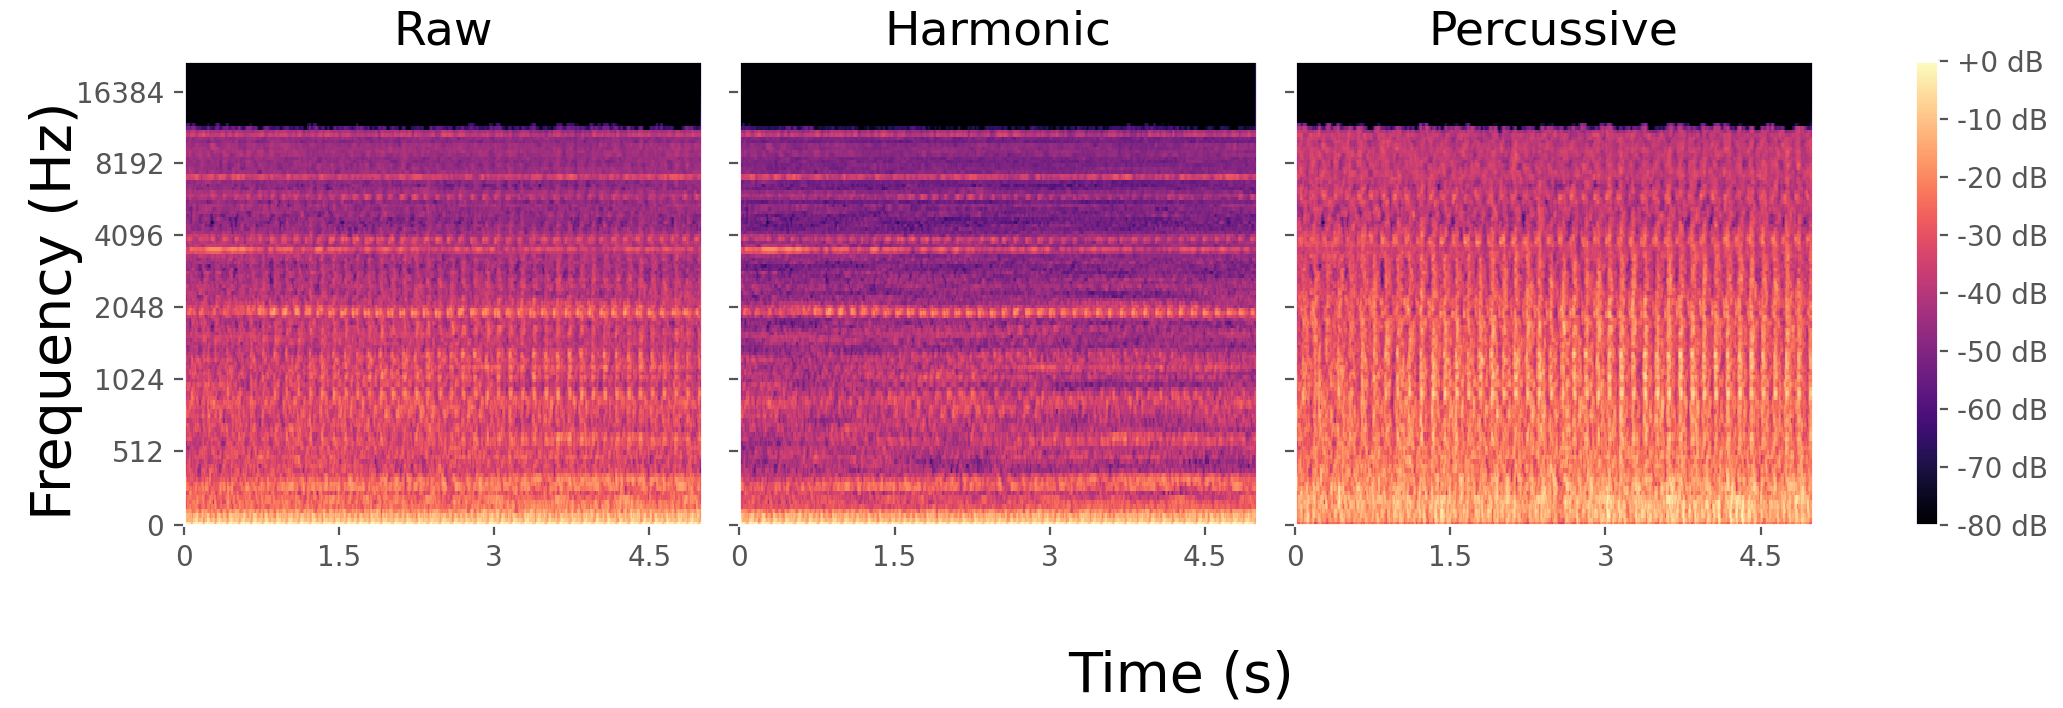 Raw
Harmonic
Percussive
Frequency (Hz)
16384
8192
4096
2048
1024
512
0
0 1.5 3 4.5
0 1.5 3 4.5
0 1.5 3 4.5
Time (s)
+0 dB
-10 dB
-20 dB
-30 dB
-40 dB
-50 dB
-60 dB
-70 dB
-80 dB